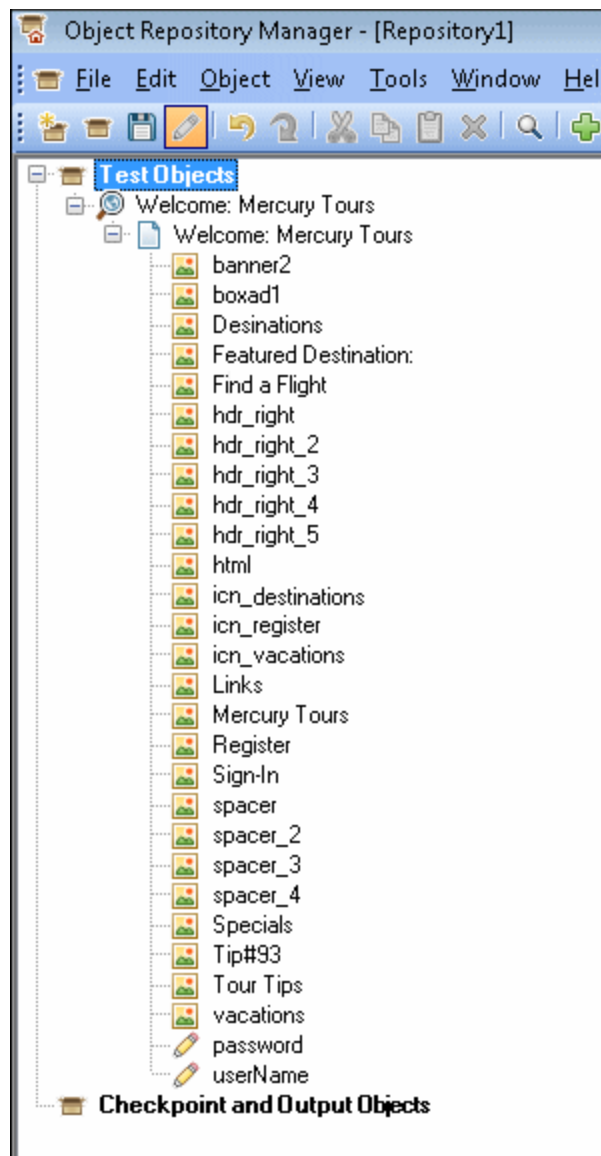 Object Repository Manager - [Repository1]
File Edit Object View Tools Window Hel
Test Objects
Welcome: Mercury Tours
Welcome: Mercury Tours
banner2
boxad1
Desinations
Featured Destination:
Find a Flight
hdr_right
hdr_right_2
hdr_right_3
hdr_right_4
hdr_right_5
html
icn_destinations
icn_register
icn_vacations
Links
Mercury Tours
Register
Sign-In
spacer
spacer_2
spacer_3
spacer_4
Specials
Tip#93
Tour Tips
vacations
password
userName
Checkpoint and Output Objects